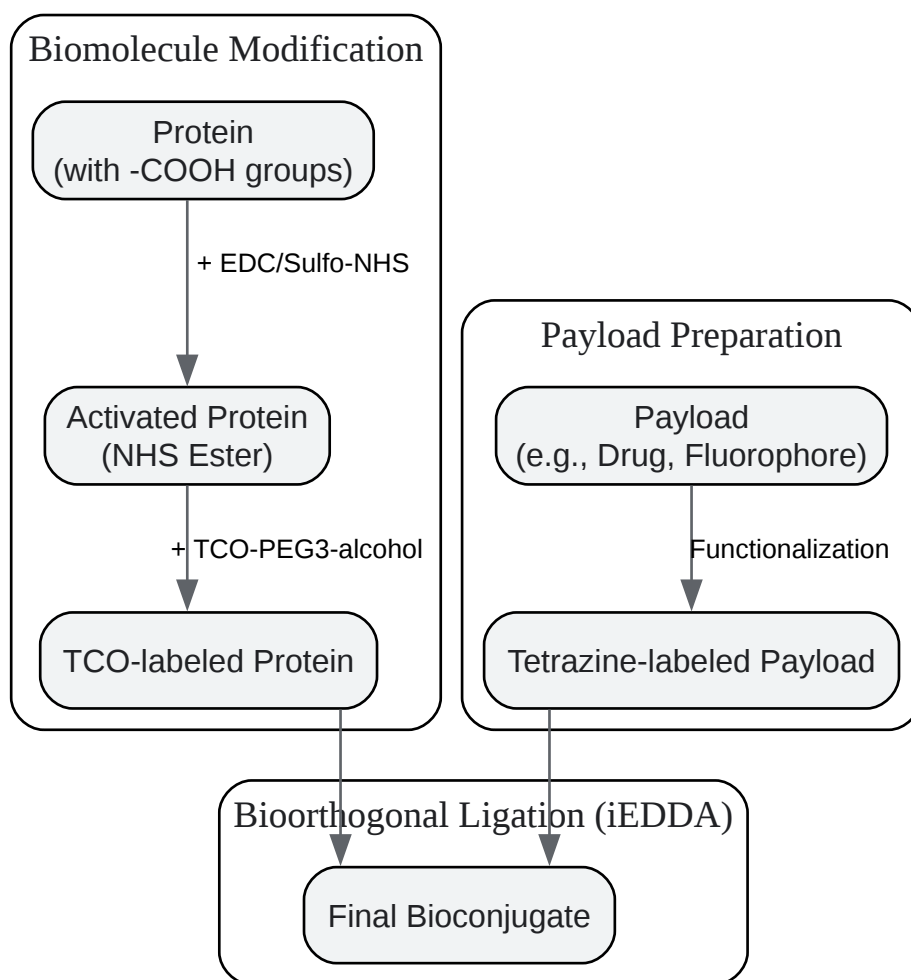 Biomolecule Modification
Protein
(with -COOH groups)
+ EDC/Sulfo-NHS
Activated Protein
(NHS Ester)
+ TCO-PEG3-alcohol
TCO-labeled Protein
Payload Preparation
Payload
(e.g., Drug, Fluorophore)
Functionalization
Tetrazine-labeled Payload
Bioorthogonal Ligation (iEDDA)
Final Bioconjugate